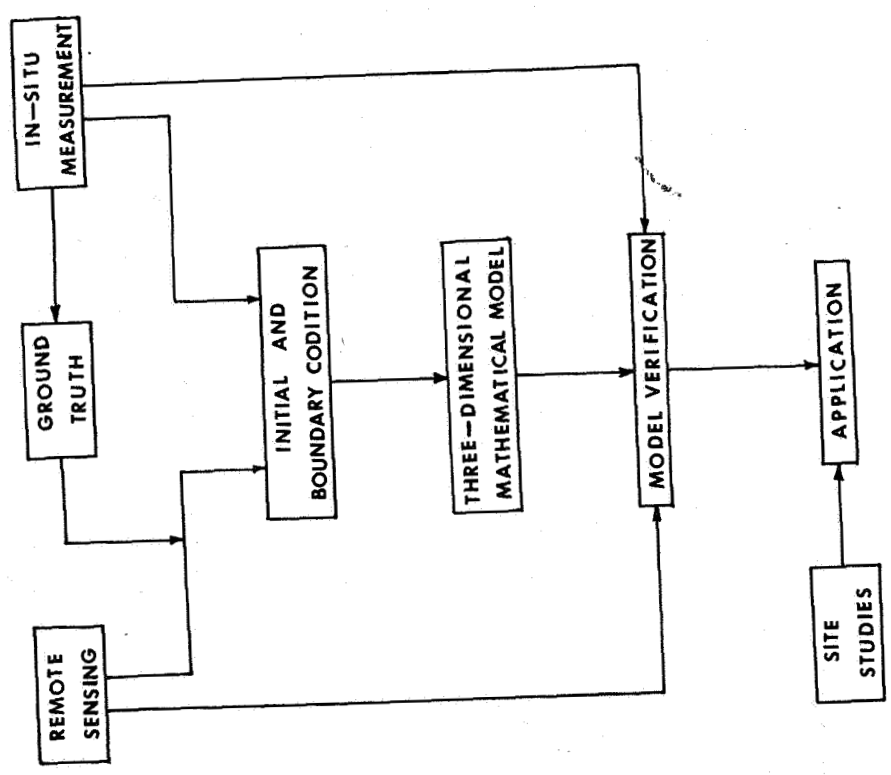 REMOTE
SENSING
GROUND
TRUTH
IN—SITU
MEASUREMENT
INITIAL AND
BOUNDARY CODITION
THREE—DIMENSIONAL
MATHEMATICAL MODEL
MODEL VERIFICATION
SITE
STUDIES
APPLICATION